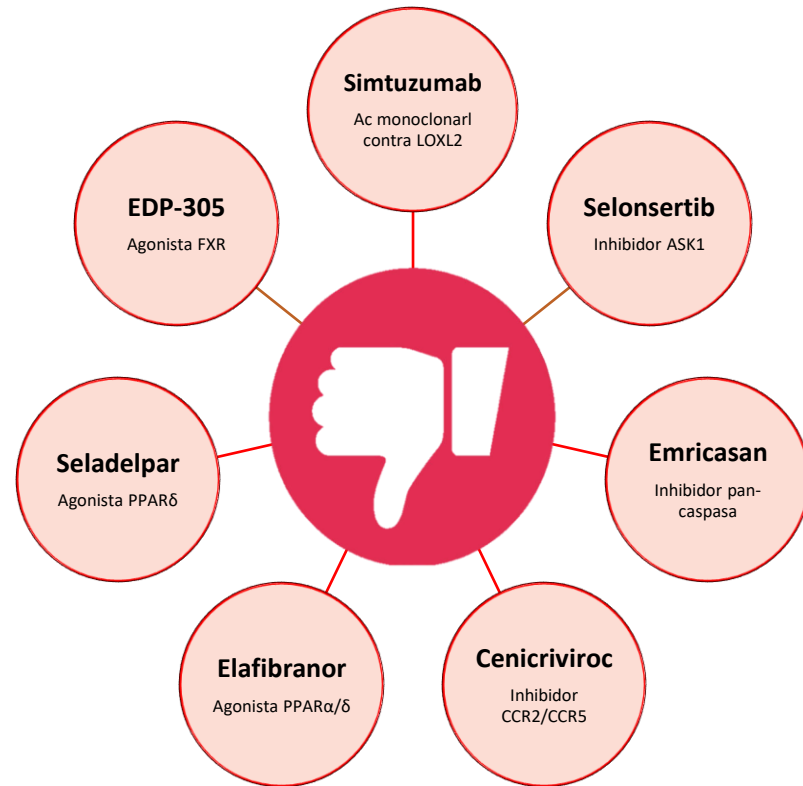 Simtuzumab
Ac monoclonarl
contra LOXL2
EDP-305
Agonista FXR
Selonsertib
Inhibidor ASK1
Seladelpar
Agonista PPARδ
Emricasan
Inhibidor pan-
caspasa
Elafibranor
Agonista PPARα/δ
Cenicriviroc
Inhibidor
CCR2/CCR5